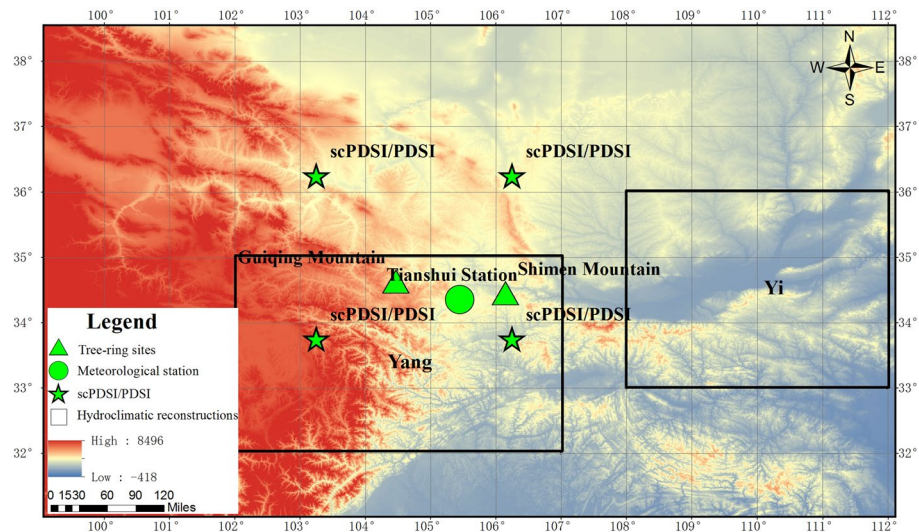 100° 101° 102° 103° 104° 105° 106° 107° 108° 109° 110° 111° 112°
N
W E
S
38° 38°
37° 37°
scPDSI/PDSI scPDSI/PDSI
36° 36°
35° 35°
Guiqing Mountain
Tianshui Station Shimen Mountain
Yi
34° 34°
scPDSI/PDSI scPDSI/PDSI
Yang
33° 33°
32° 32°
Legend
Tree-ring sites
Meteorological station
scPDSI/PDSI
Hydroclimatic reconstructions
High : 8496
Low : -418
0 1530 60 90 120
Miles
100° 101° 102° 103° 104° 105° 106° 107° 108° 109° 110° 111° 112°